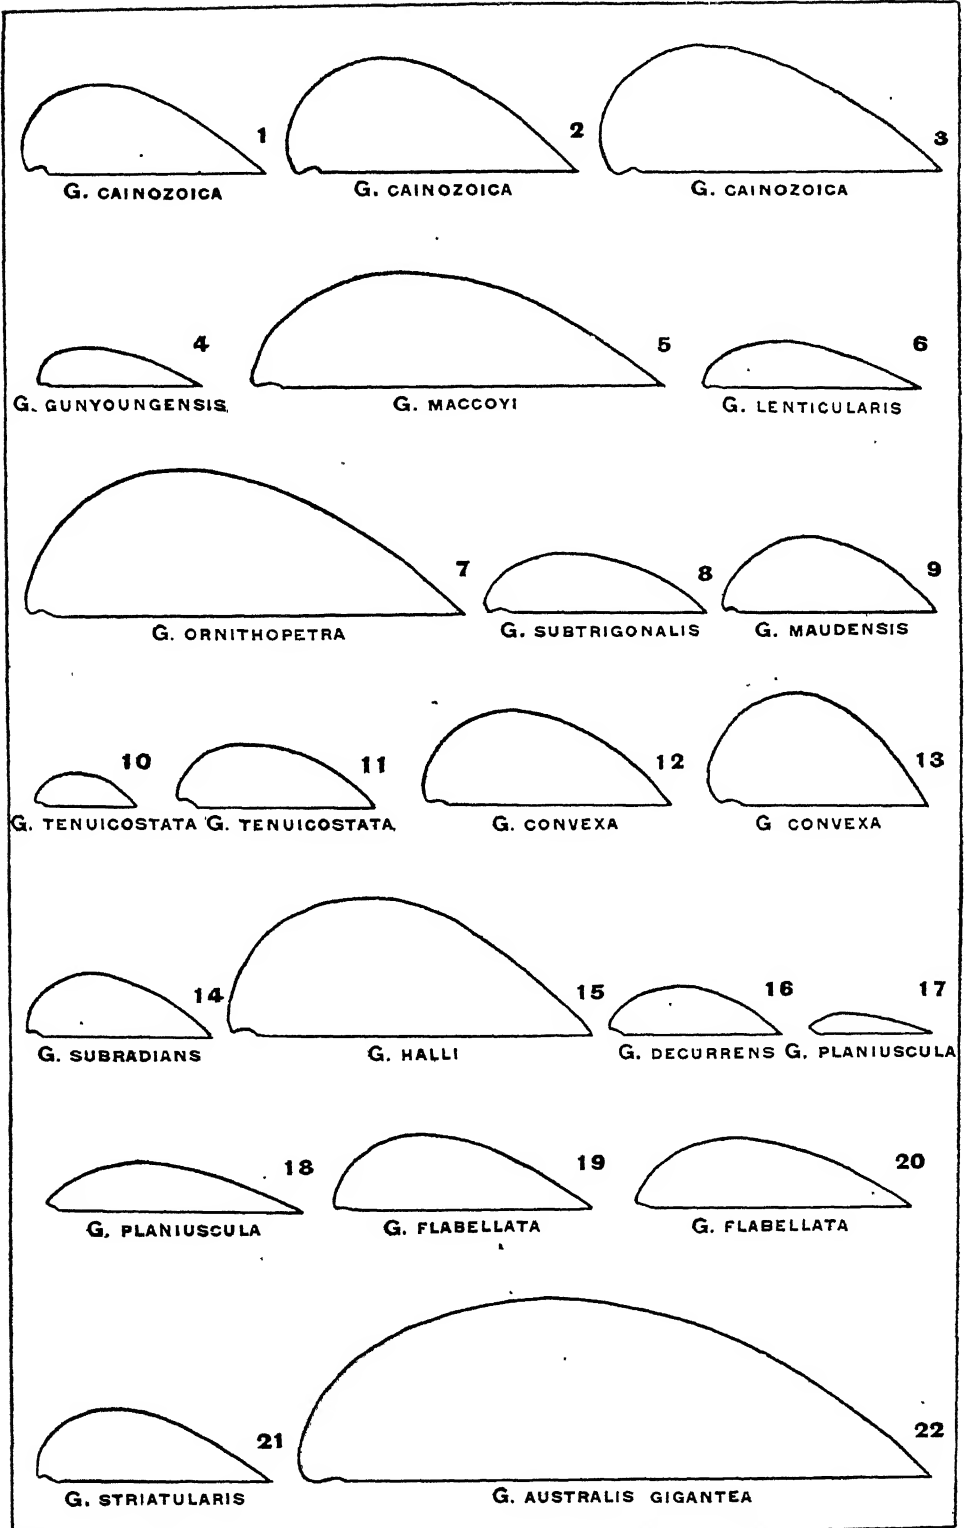 1 2 3
G. CAINOZOICA G. CAINOZOICA G. CAINOZOICA
4 5 6
G. GUNYOUNGENSIS. G. MACCOYI G. LENTICULARIS
7 8 9
G. ORNITHOPETRA G. SUBTRIGONALIS G. MAUDENSIS
10 11 12 13
G. TENUICOSTATA G. TENUICOSTATA. G. CONVEXA G CONVEXA
14 15 16 17
G. SUBRADIANS G. HALLI G. DECURRENS G. PLANIUSCULA
18 19 20
G. PLANIUSCULA G. FLABELLATA G. FLABELLATA
21 22
G. STRIATULARIS G. AUSTRALIS GIGANTEA